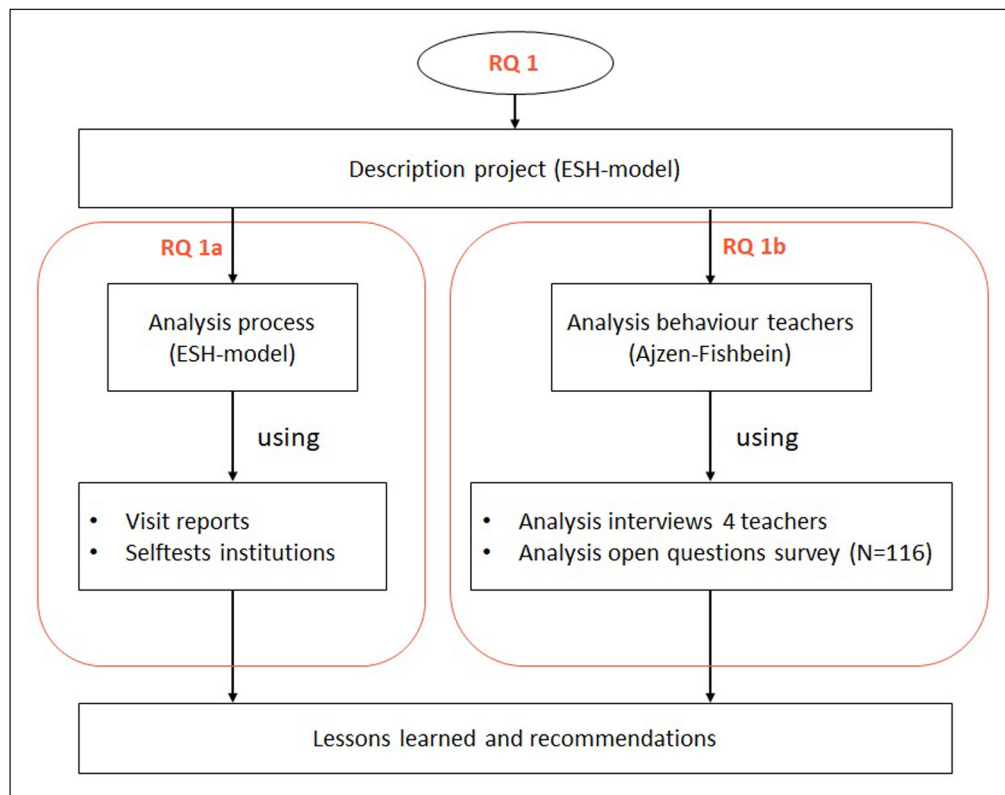 RQ 1
Description project (ESH-model)
RQ 1a
Analysis process
(ESH-model)
using
• Visit reports
• Selftests institutions
RQ 1b
Analysis behaviour teachers
(Ajzen-Fishbein)
using
• Analysis interviews 4 teachers
• Analysis open questions survey (N=116)
Lessons learned and recommendations